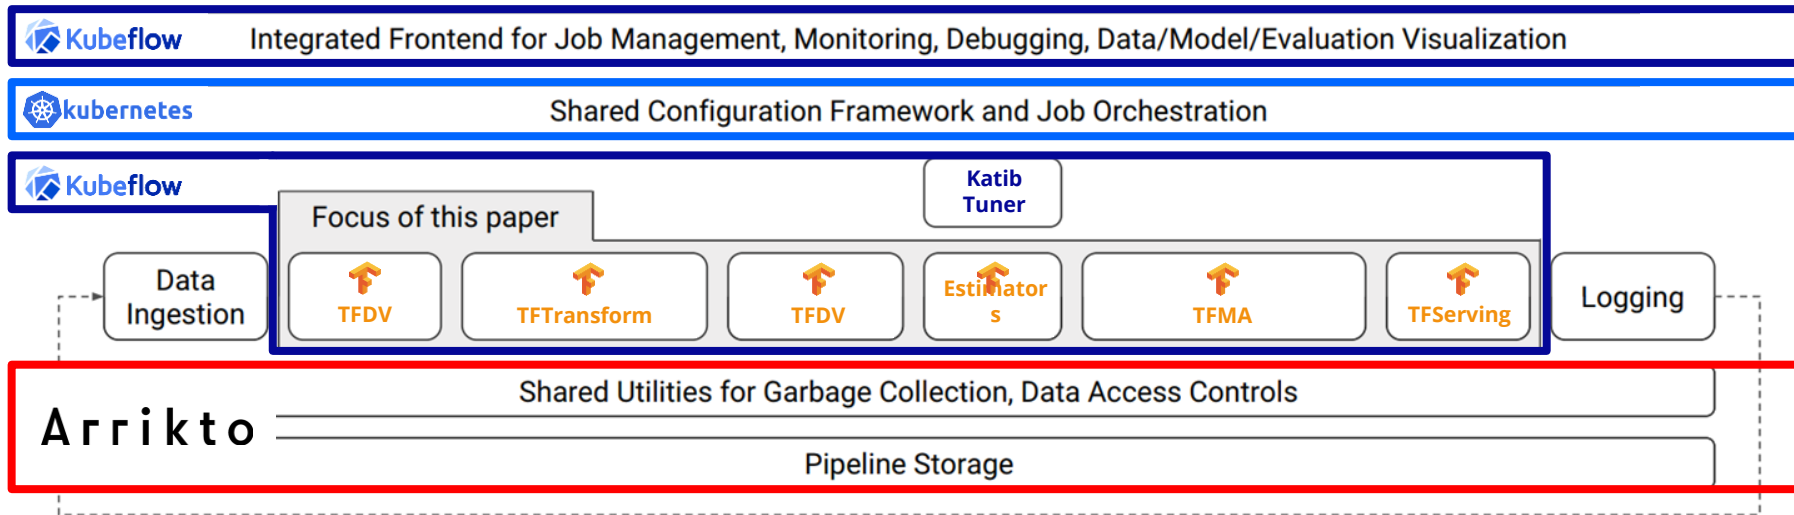 Kubeflow
Integrated Frontend for Job Management, Monitoring, Debugging, Data/Model/Evaluation Visualization
kubernetes
Shared Configuration Framework and Job Orchestration
Kubeflow
Katib
Tuner
Focus of this paper
Data
Ingestion
TFDV
TFTransform
TFDV
Estimator
s
TFMA
TFServing
Logging
Shared Utilities for Garbage Collection, Data Access Controls
Arrikto
Pipeline Storage